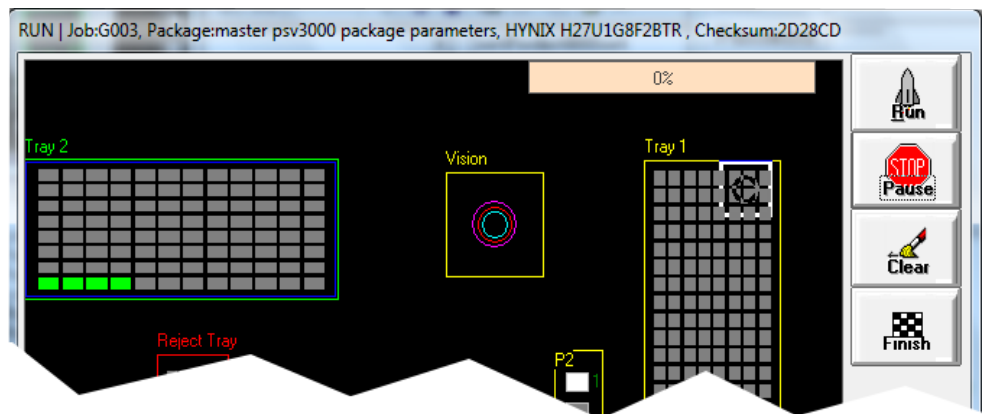 RUN | Job:G003, Package:master psv3000 package parameters, HYNIX H27U1G8F2BTR , Checksum:2D28CD
0%
Run
Tray 2
Vision
Tray 1
STOP
Pause
Clear
Reject Tray
Finish
P2
1